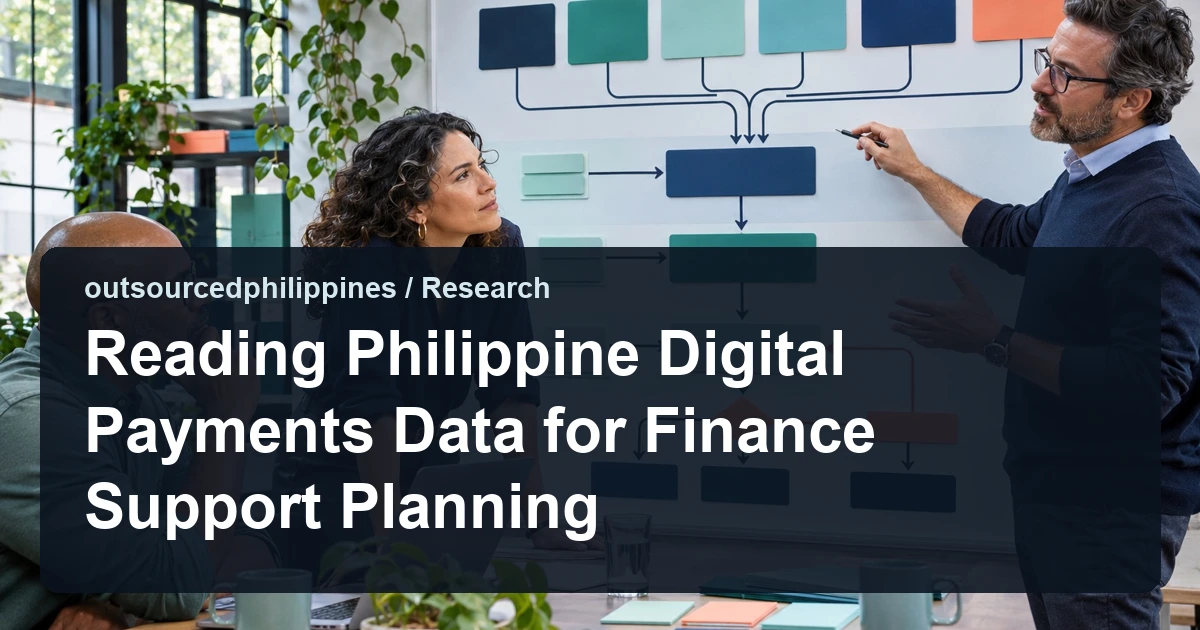 outsourcedphilippines / Research
Reading Philippine Digital
Payments Data for Finance
Support Planning